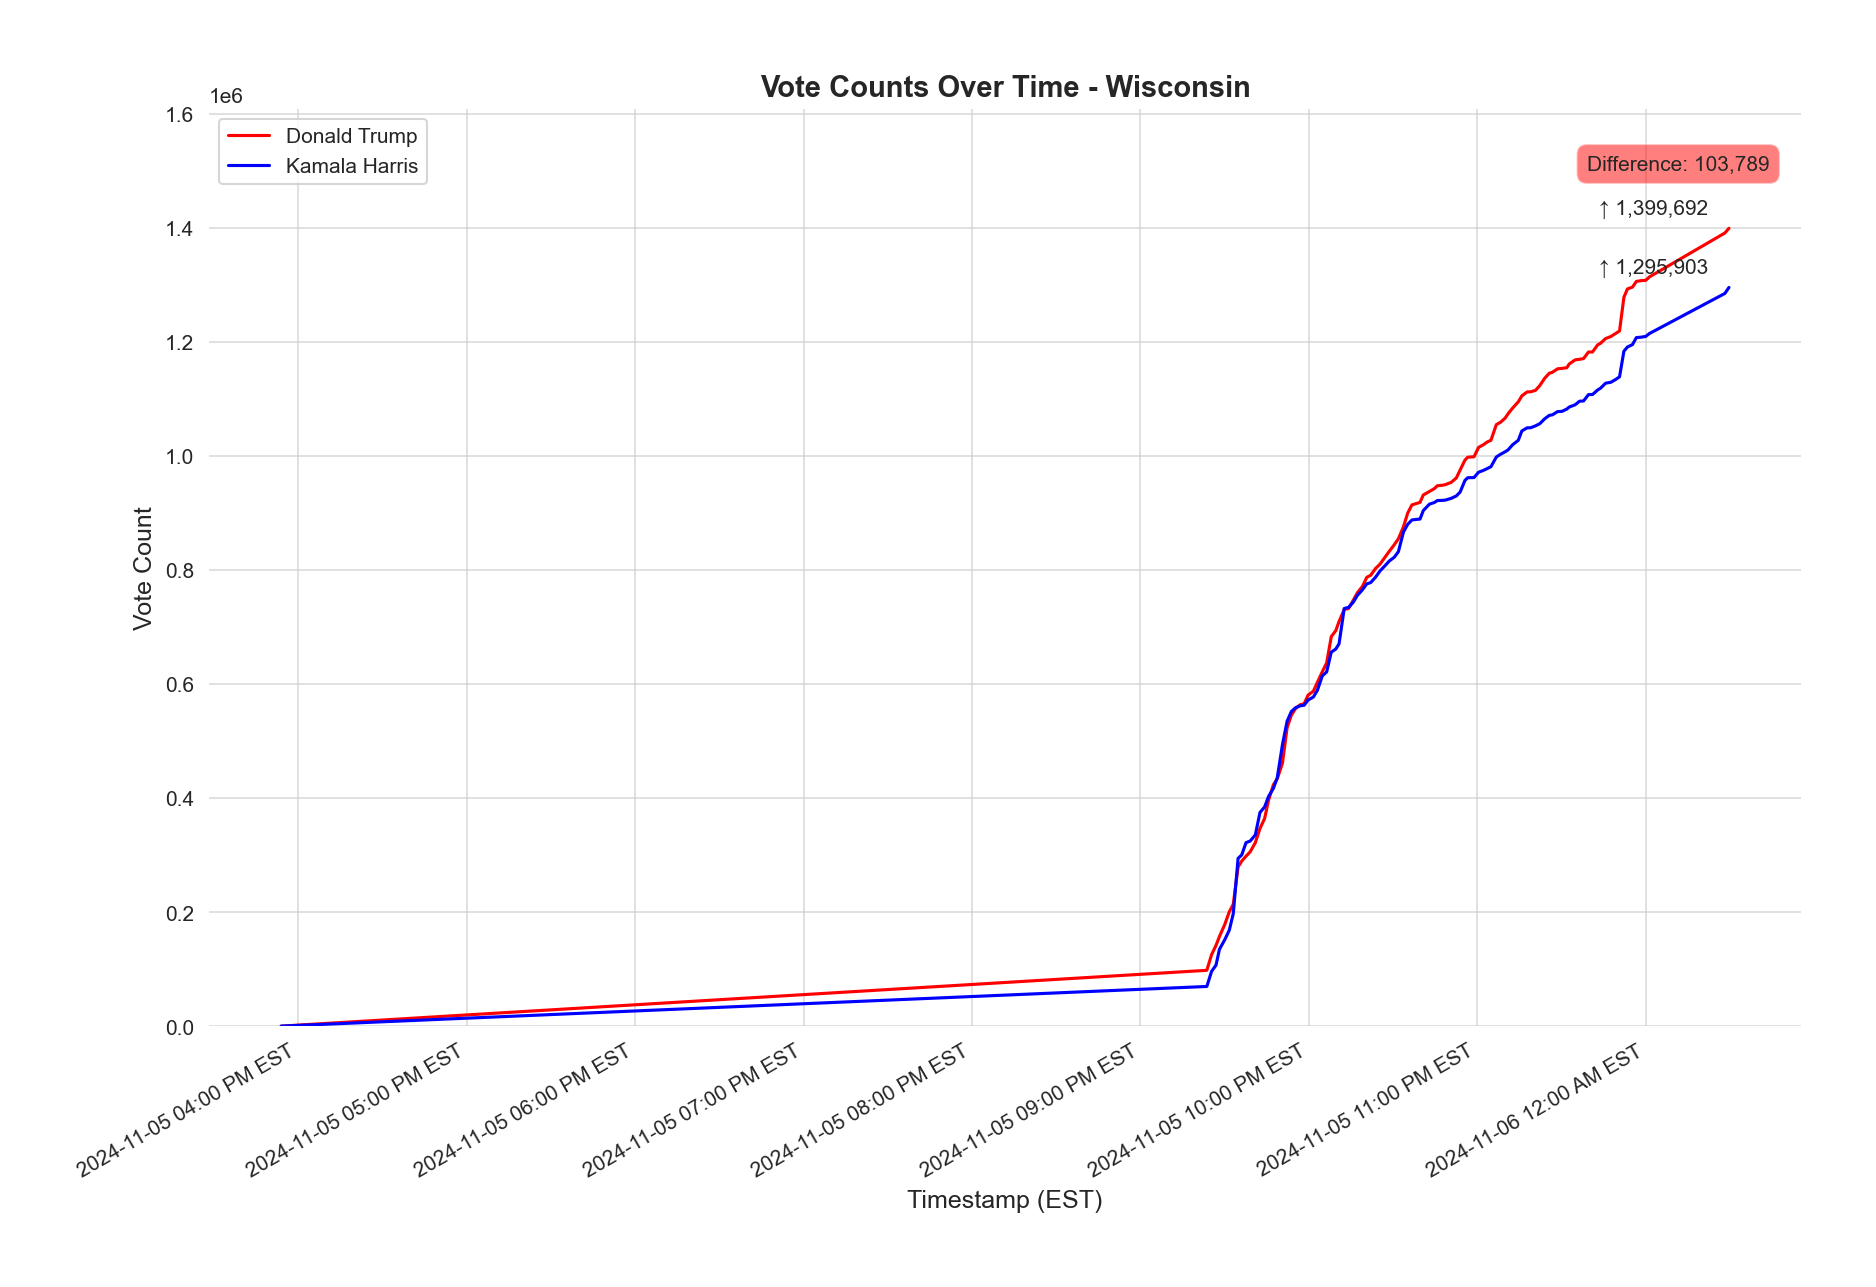 Vote Counts Over Time - Wisconsin
1e6
1.6
1.4
1.2
1.0
0.8
0.6
0.4
0.2
0.0
Vote Count
Donald Trump
Kamala Harris
Difference: 103,789
↑ 1,399,692
↑ 1,295,903
2024-11-05 04:00 PM EST
2024-11-05 05:00 PM EST
2024-11-05 06:00 PM EST
2024-11-05 07:00 PM EST
2024-11-05 08:00 PM EST
2024-11-05 09:00 PM EST
2024-11-05 10:00 PM EST
2024-11-05 11:00 PM EST
2024-11-06 12:00 AM EST
Timestamp (EST)